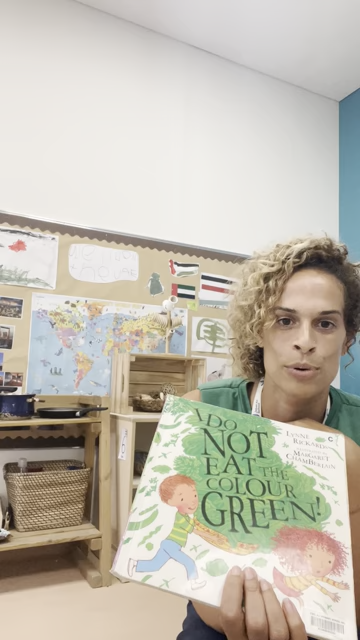 I DO
NOT
EAT THE
COLOUR
GREEN!
LYNNE
RICKARDS
MARGARET
CHAMBERLAIN